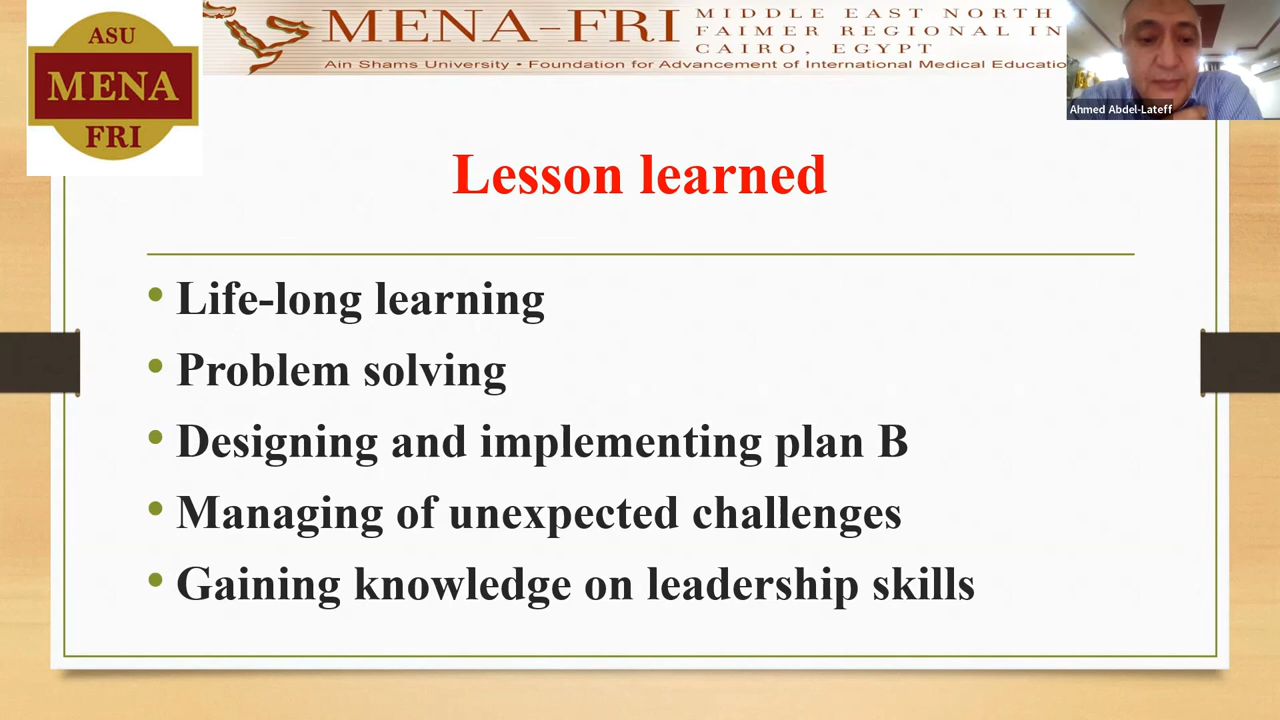 ASU
MENA
FRI
MENA-FRI
MIDDLE EAST NORTH
FAIMER REGIONAL IN
CAIRO, EGYPT
Ain Shams University • Foundation for Advancement of International Medical Educatio
Ahmed Abdel-Lateff
Lesson learned
• Life-long learning
• Problem solving
• Designing and implementing plan B
• Managing of unexpected challenges
• Gaining knowledge on leadership skills